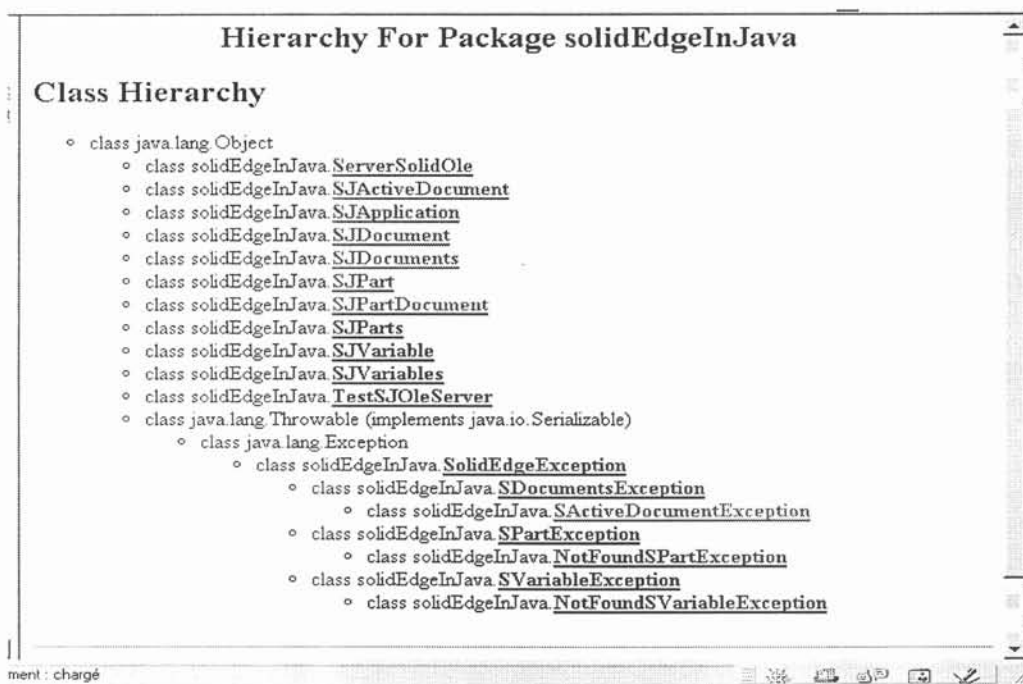 Hierarchy For Package solidEdgeInJava
Class Hierarchy
class java.lang.Object
class solidEdgeInJava.ServerSolidOle
class solidEdgeInJava.SJActiveDocument
class solidEdgeInJava.SJApplication
class solidEdgeInJava.SJDocument
class solidEdgeInJava.SJDocuments
class solidEdgeInJava.SJPart
class solidEdgeInJava.SJPartDocument
class solidEdgeInJava.SJParts
class solidEdgeInJava.SJVariable
class solidEdgeInJava.SJVariables
class solidEdgeInJava.TestSJOleServer
class java.lang.Throwable (implements java.io.Serializable)
class java.lang.Exception
class solidEdgeInJava.SolidEdgeException
class solidEdgeInJava.SDocumentsException
class solidEdgeInJava.SActiveDocumentException
class solidEdgeInJava.SPartException
class solidEdgeInJava.NotFoundSPartException
class solidEdgeInJava.SVariableException
class solidEdgeInJava.NotFoundSVariableException
ment : chargé